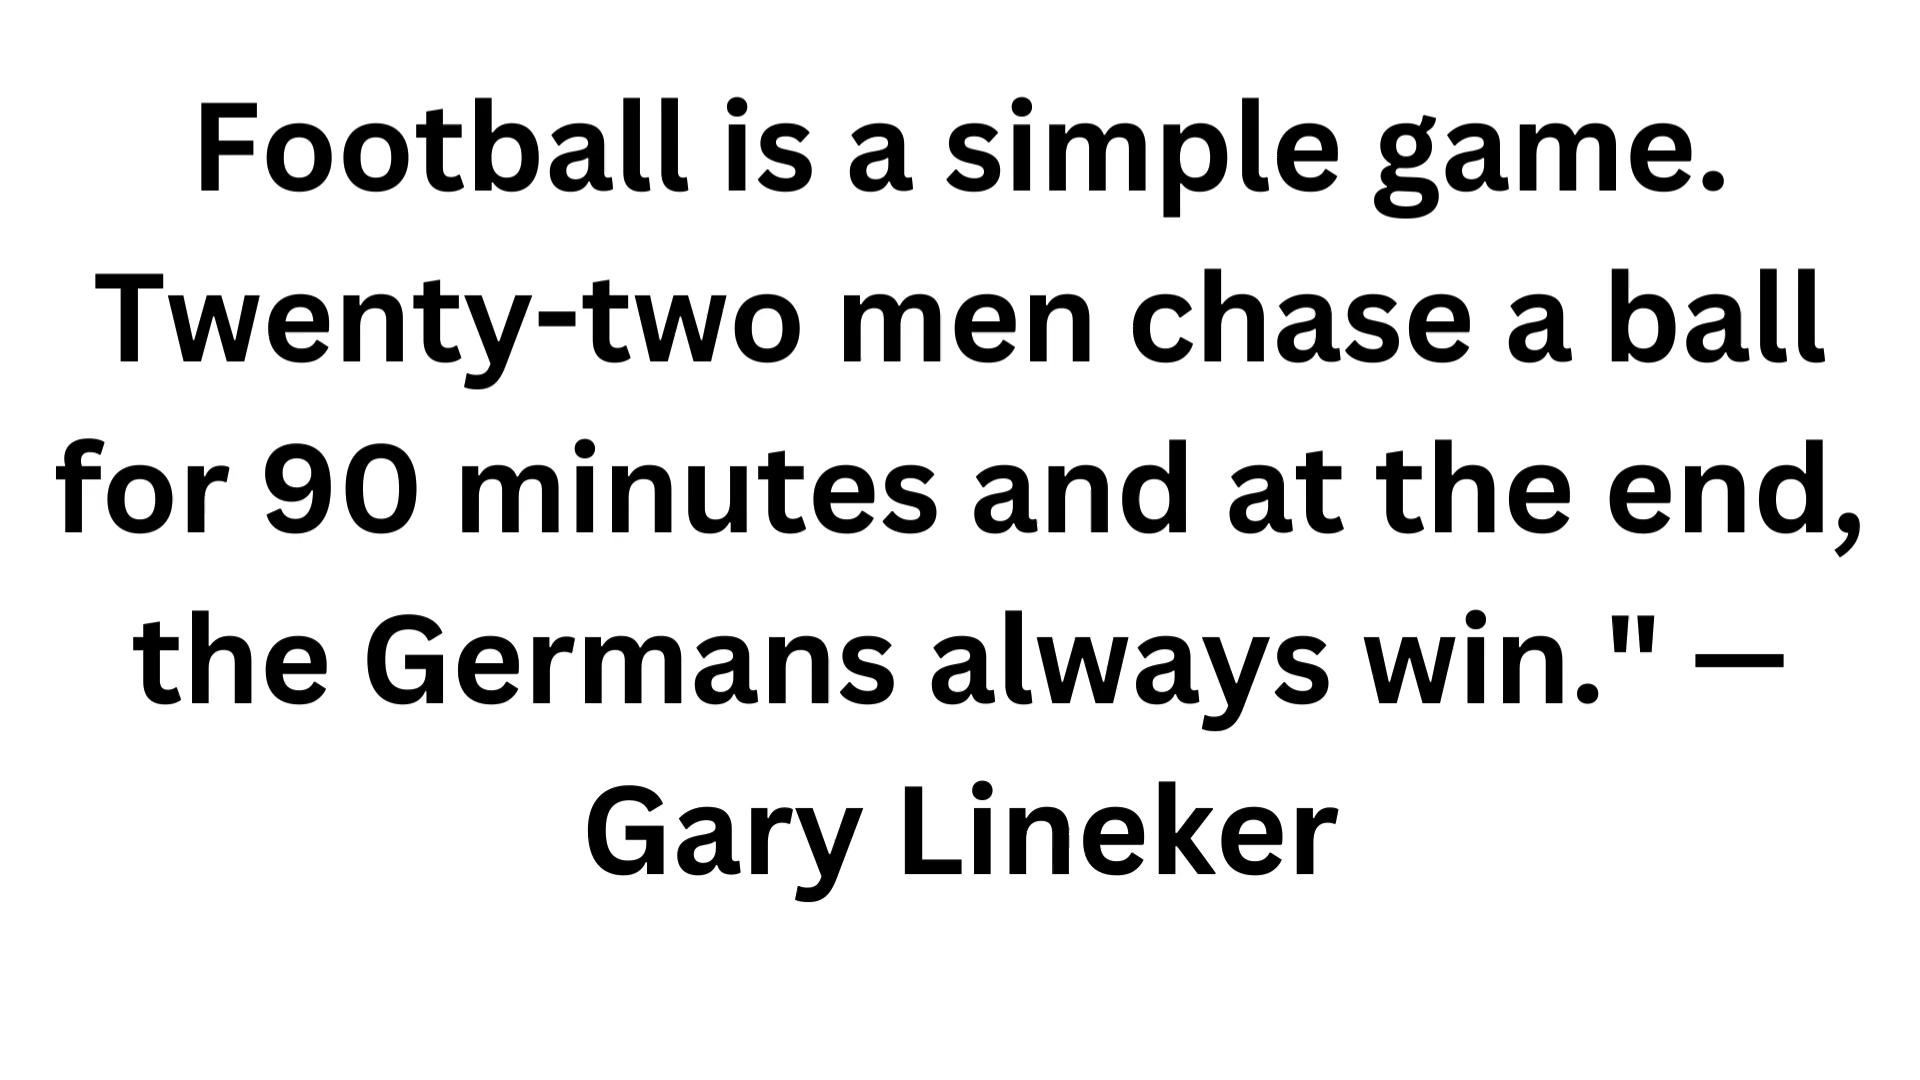 Football is a simple game.
Twenty-two men chase a ball
for 90 minutes and at the end,
the Germans always win." —
Gary Lineker